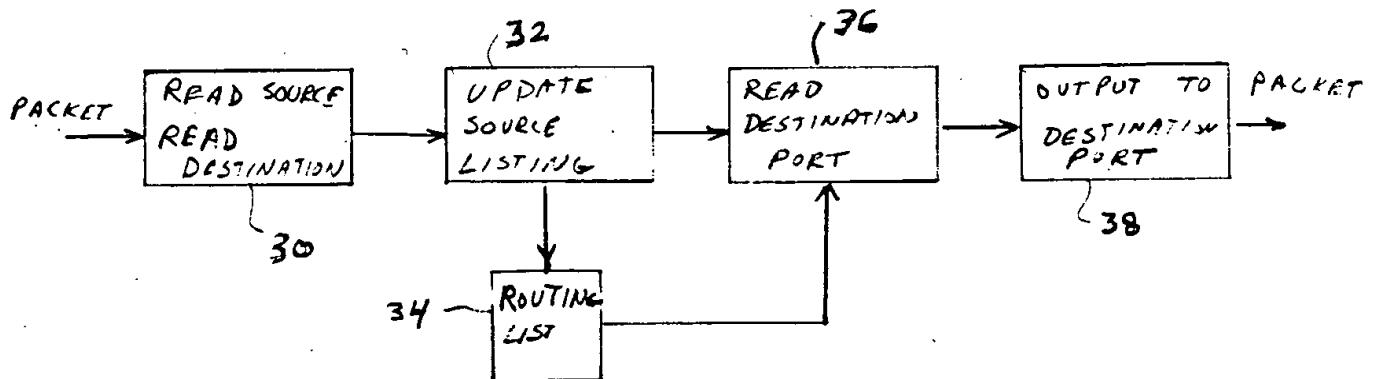 32
36
PACKET
READ SOURCE
READ
DESTINATION
30
UPDATE
SOURCE
LISTING
READ
DESTINATION
PORT
OUTPUT TO
DESTINATION
PORT
38
PACKET
34
ROUTING
LIST